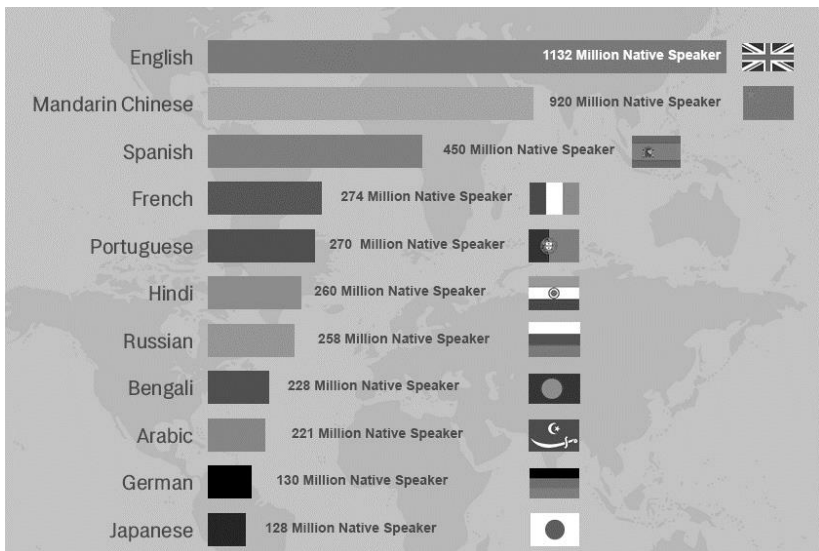 English 1132 Million Native Speaker
Mandarin Chinese 920 Million Native Speaker
Spanish 450 Million Native Speaker
French 274 Million Native Speaker
Portuguese 270 Million Native Speaker
Hindi 260 Million Native Speaker
Russian 258 Million Native Speaker
Bengali 228 Million Native Speaker
Arabic 221 Million Native Speaker
German 130 Million Native Speaker
Japanese 128 Million Native Speaker